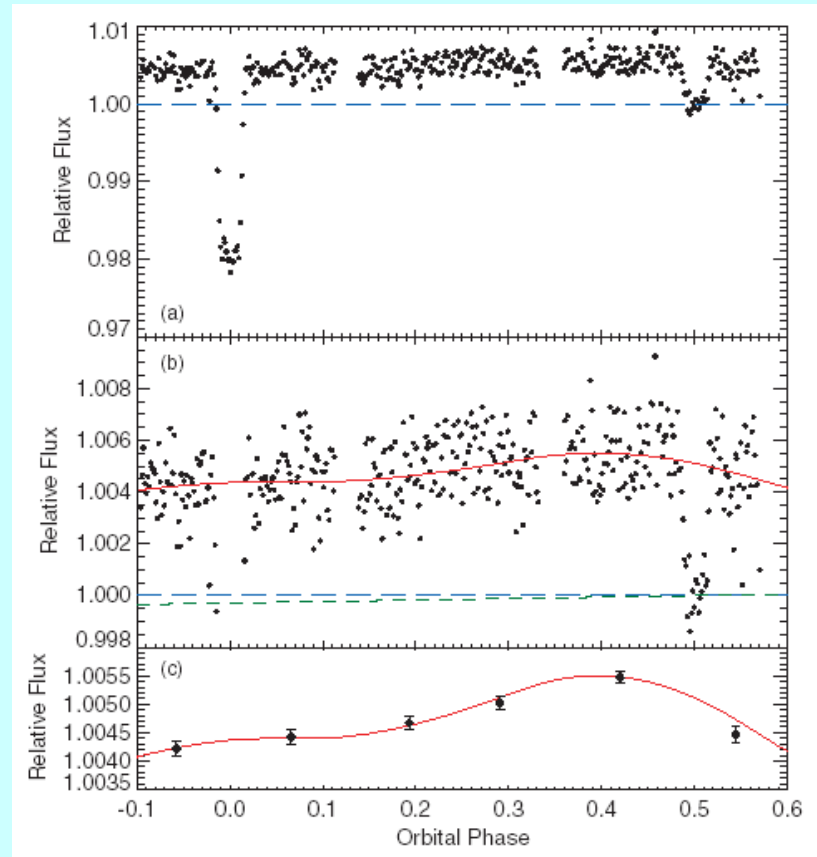 1.01
1.00
0.99
0.98
0.97
Relative Flux
(a)
1.008
1.006
1.004
1.002
1.000
0.998
Relative Flux
(b)
1.0055
1.0050
1.0045
1.0040
1.0035
Relative Flux
(c)
-0.1 0.0 0.1 0.2 0.3 0.4 0.5 0.6
Orbital Phase